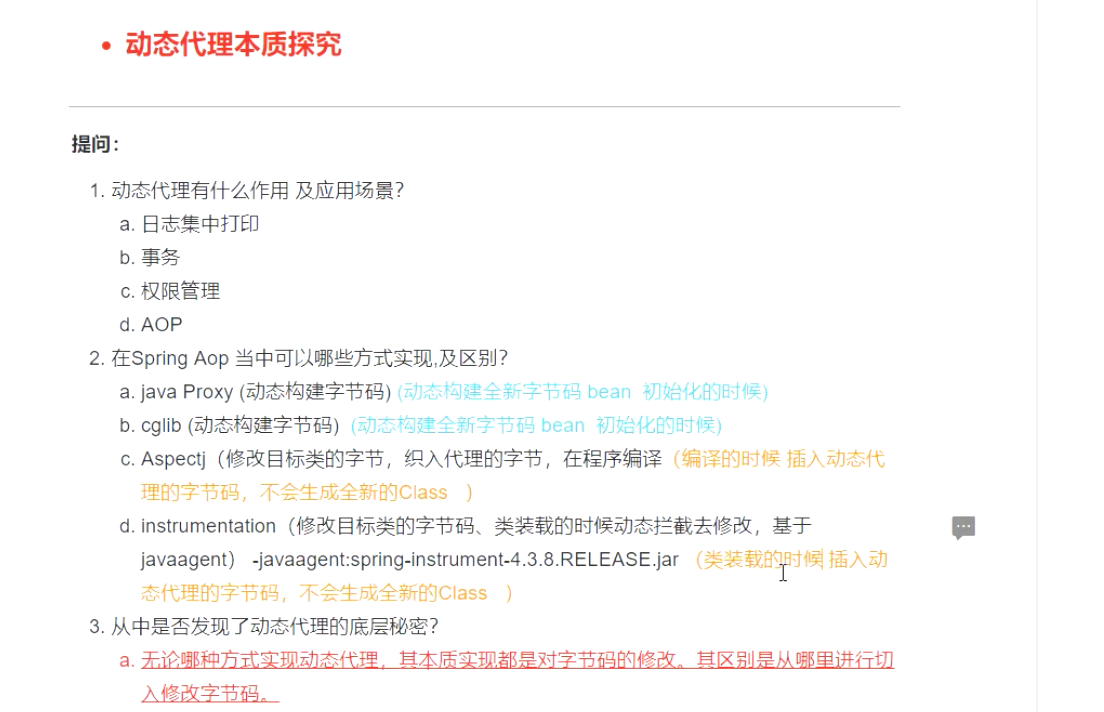 • 动态代理本质探究
提问：
1. 动态代理有什么作用 及应用场景？
a. 日志集中打印
b. 事务
c. 权限管理
d. AOP
2. 在Spring Aop 当中可以哪些方式实现,及区别？
a. java Proxy (动态构建字节码) (动态构建全新字节码 bean 初始化的时候)
b. cglib (动态构建字节码) (动态构建全新字节码 bean 初始化的时候)
c. Aspectj（修改目标类的字节，织入代理的字节，在程序编译（编译的时候 插入动态代
理的字节码，不会生成全新的Class ）
d. instrumentation（修改目标类的字节码、类装载的时候动态拦截去修改，基于
javaagent） -javaagent:spring-instrument-4.3.8.RELEASE.jar （类装载的时候 插入动
态代理的字节码，不会生成全新的Class ）
3. 从中是否发现了动态代理的底层秘密？
a. 无论哪种方式实现动态代理，其本质实现都是对字节码的修改。其区别是从哪里进行切
入修改字节码。